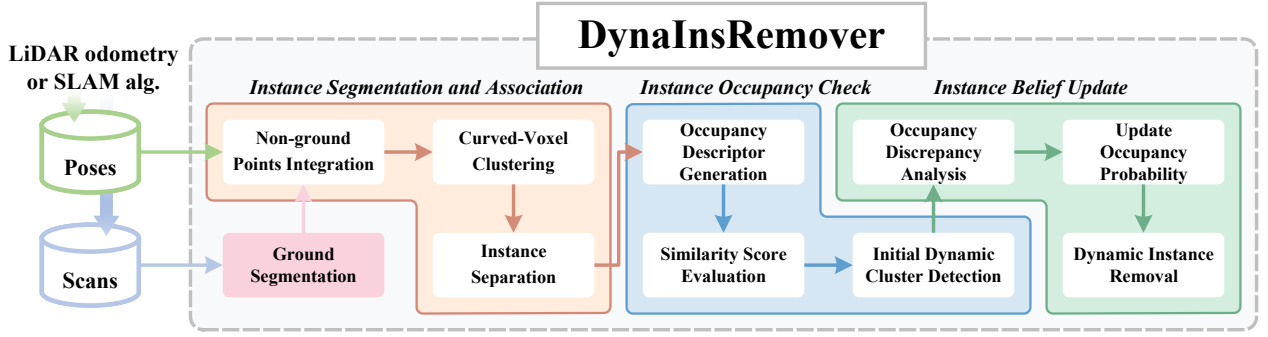 DynaInsRemover
LiDAR odometry
or SLAM alg.
Poses
Scans
Instance Segmentation and Association
Non-ground
Points Integration
Curved-Voxel
Clustering
Ground
Segmentation
Instance
Separation
Instance Occupancy Check
Occupancy
Descriptor
Generation
Similarity Score
Evaluation
Initial Dynamic
Cluster Detection
Instance Belief Update
Occupancy
Discrepancy
Analysis
Update
Occupancy
Probability
Dynamic Instance
Removal